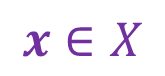 𝒙 ∈ 𝑋